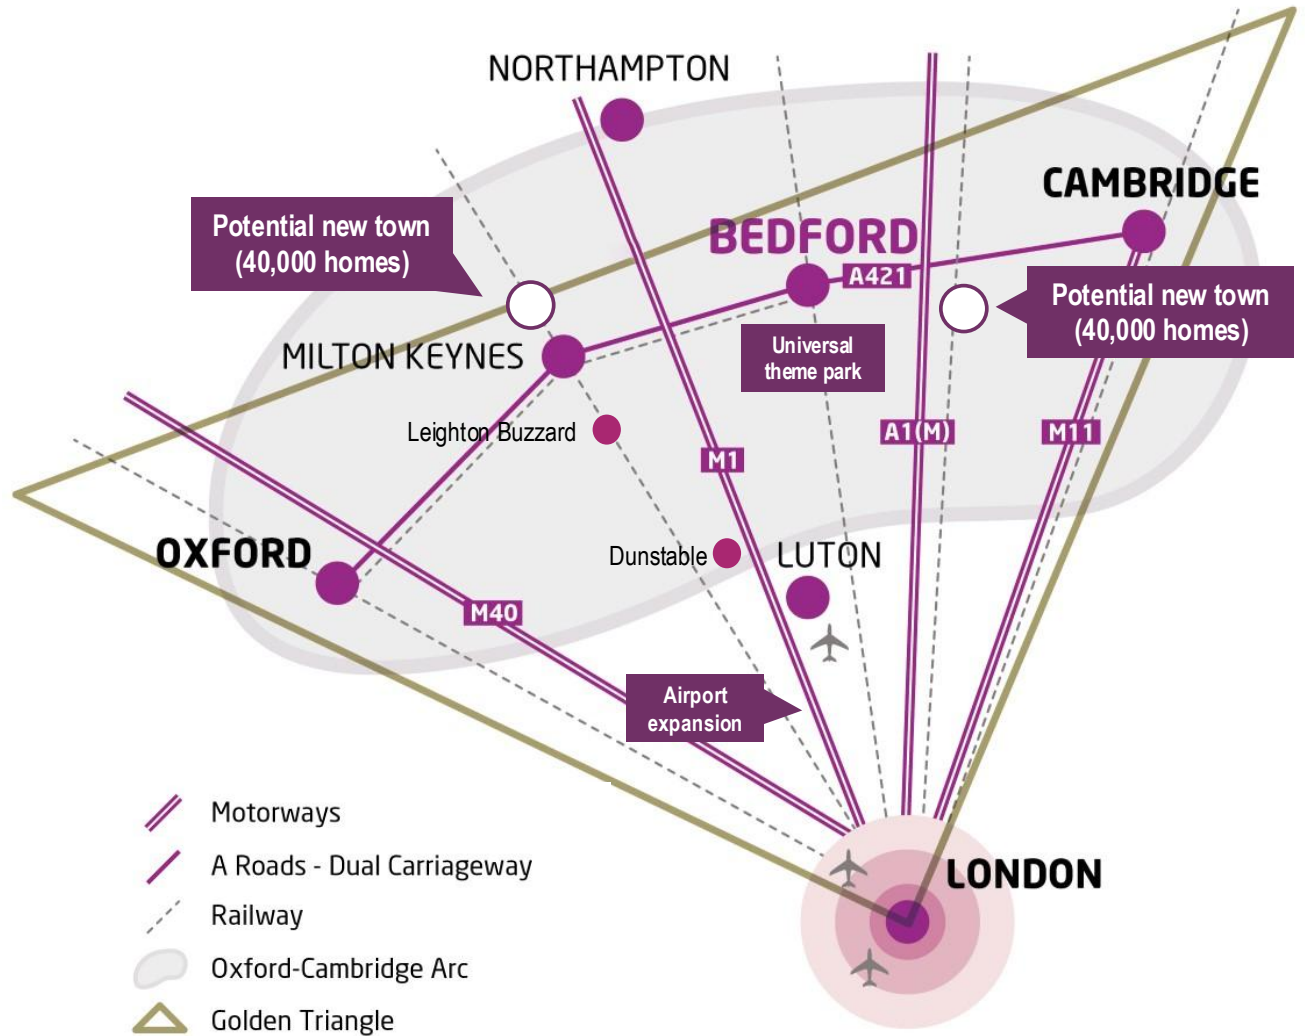 NORTHAMPTON
CAMBRIDGE
Potential new town
(40,000 homes)
BEDFORD
A421
Potential new town
(40,000 homes)
MILTON KEYNES
Universal
theme park
Leighton Buzzard
A1(M)
M11
M1
OXFORD
Dunstable
LUTON
M40
Airport
expansion
Motorways
A Roads - Dual Carriageway
LONDON
Railway
Oxford-Cambridge Arc
Golden Triangle